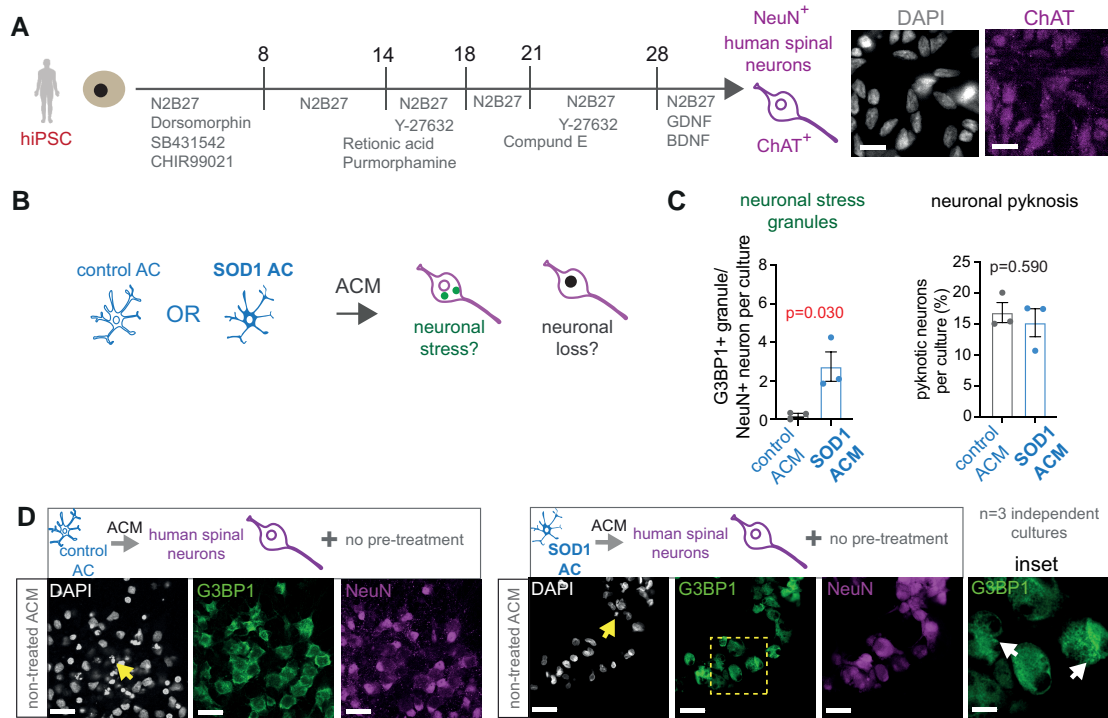 A
8 14 18 21 28
hiPSC
N2B27
Dorsomorphin
SB431542
CHIR99021
N2B27
Retionic acid
Purmorphamine
N2B27
Y-27632
N2B27
Compund E
N2B27
Y-27632
N2B27
GDNF
BDNF
NeuN+
human spinal
neurons
ChAT+
DAPI
ChAT
B
control AC
OR
SOD1 AC
ACM
neuronal
stress?
neuronal
loss?
C
neuronal stress
granules
G3BP1+ granule/
NeuN+ neuron per culture
8
6
4
2
0
p=0.030
control
ACM
SOD1
ACM
neuronal pyknosis
pyknotic neurons
per culture (%)
25
20
15
10
5
0
p=0.590
control
ACM
SOD1
ACM
D
control
AC
ACM
human spinal
neurons
+ no pre-treatment
non-treated ACM
DAPI
G3BP1
NeuN
SOD1
AC
ACM
human spinal
neurons
+ no pre-treatment
n=3 independent
cultures
inset
non-treated ACM
DAPI
G3BP1
NeuN
G3BP1